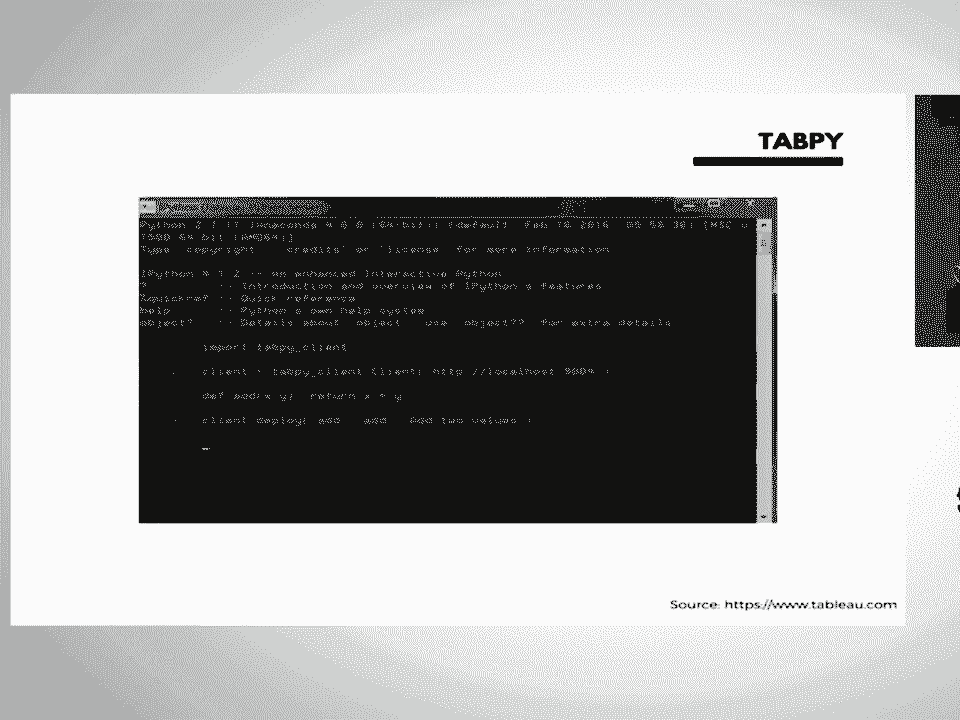 TABPY
Python 2 7 11 |Anaconda 4 0 0 (64-bit)| (default Feb 16 2016 09 58 36) [MSC v
1500 64 bit (AMD64)]
Type copyright credits or license for more information
IPython 4 1 2 -- An enhanced Interactive Python
? -- Introduction and overview of IPython s features
%quickref -- Quick reference
help -- Python s own help system
object? -- Details about object use object?? for extra details
import tabpy_client
client = tabpy_client Client( http //localhost 9004 )
def add(x y) return x + y
client deploy( add add Add two values )
Source: https://www.tableau.com